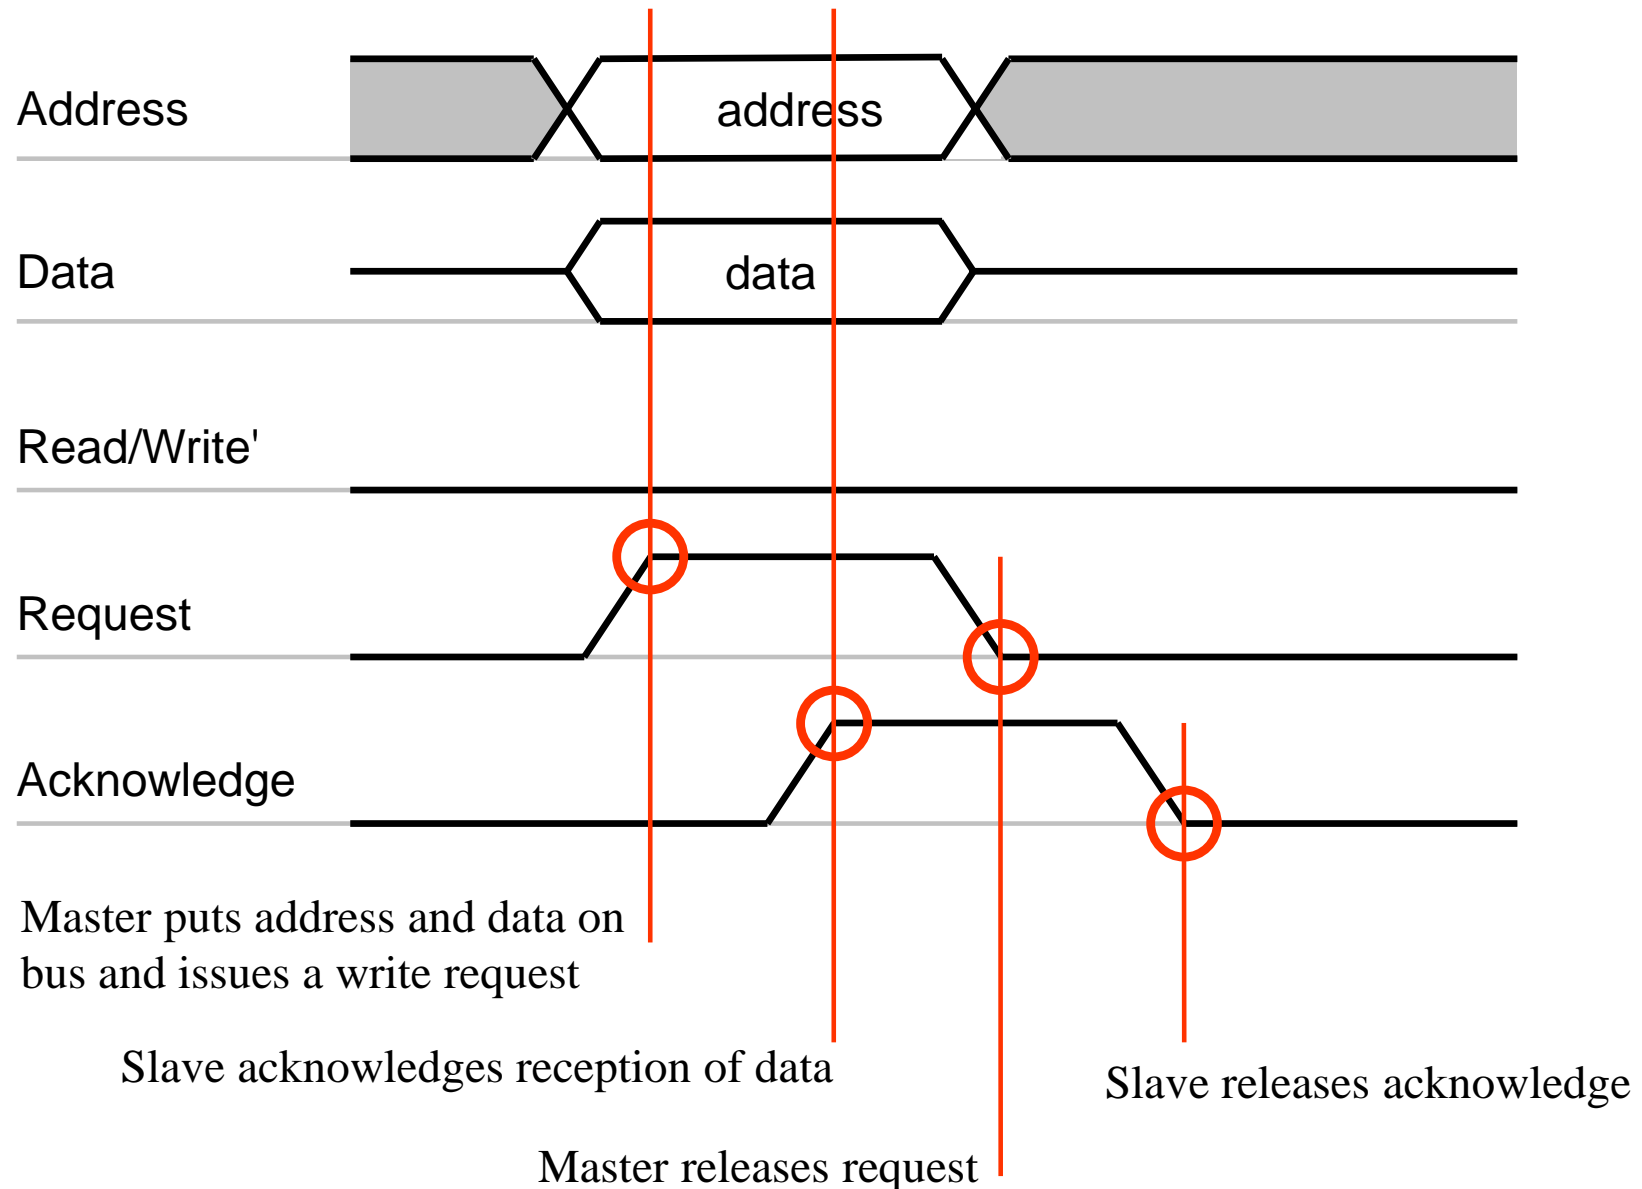 Address
address
Data
data
Read/Write'
Request
Acknowledge
Master puts address and data on
bus and issues a write request
Slave acknowledges reception of data
Slave releases acknowledge
Master releases request